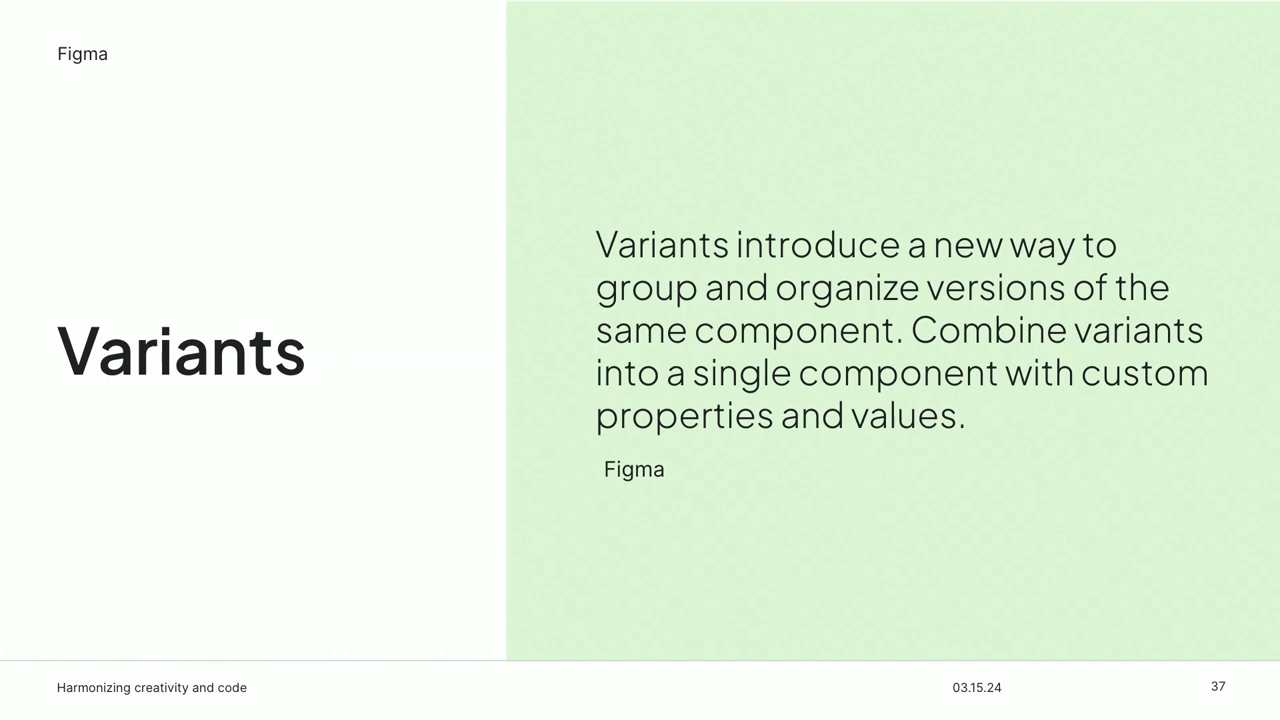 Figma
Variants
Variants introduce a new way to
group and organize versions of the
same component. Combine variants
into a single component with custom
properties and values.
Figma
Harmonizing creativity and code
03.15.24
37